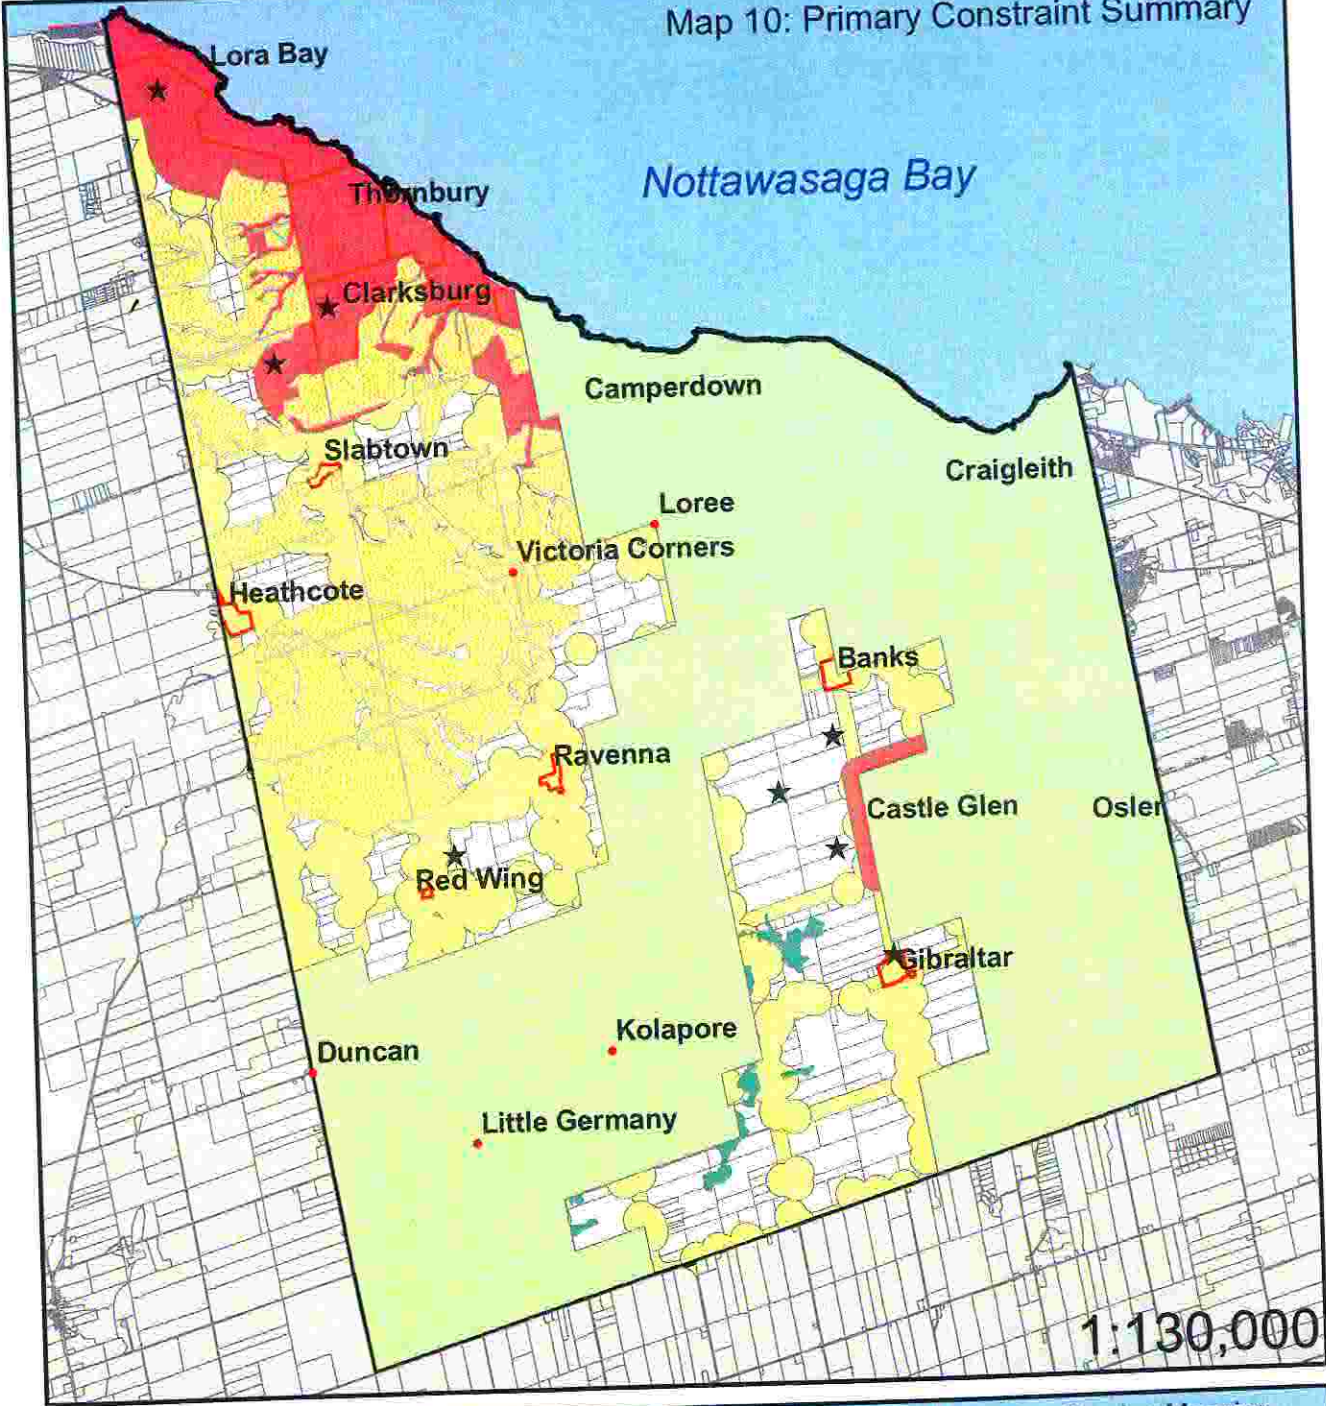 Map 10: Primary Constraint Summary
Lora Bay
Nottawasaga Bay
Thornbury
Clarksburg
Camperdown
Slabtown
Craigleith
Loree
Victoria Corners
Heathcote
Banks
Ravenna
Castle Glen
Osler
Red Wing
Gibraltar
Kolapore
Duncan
Little Germany
1:130,000